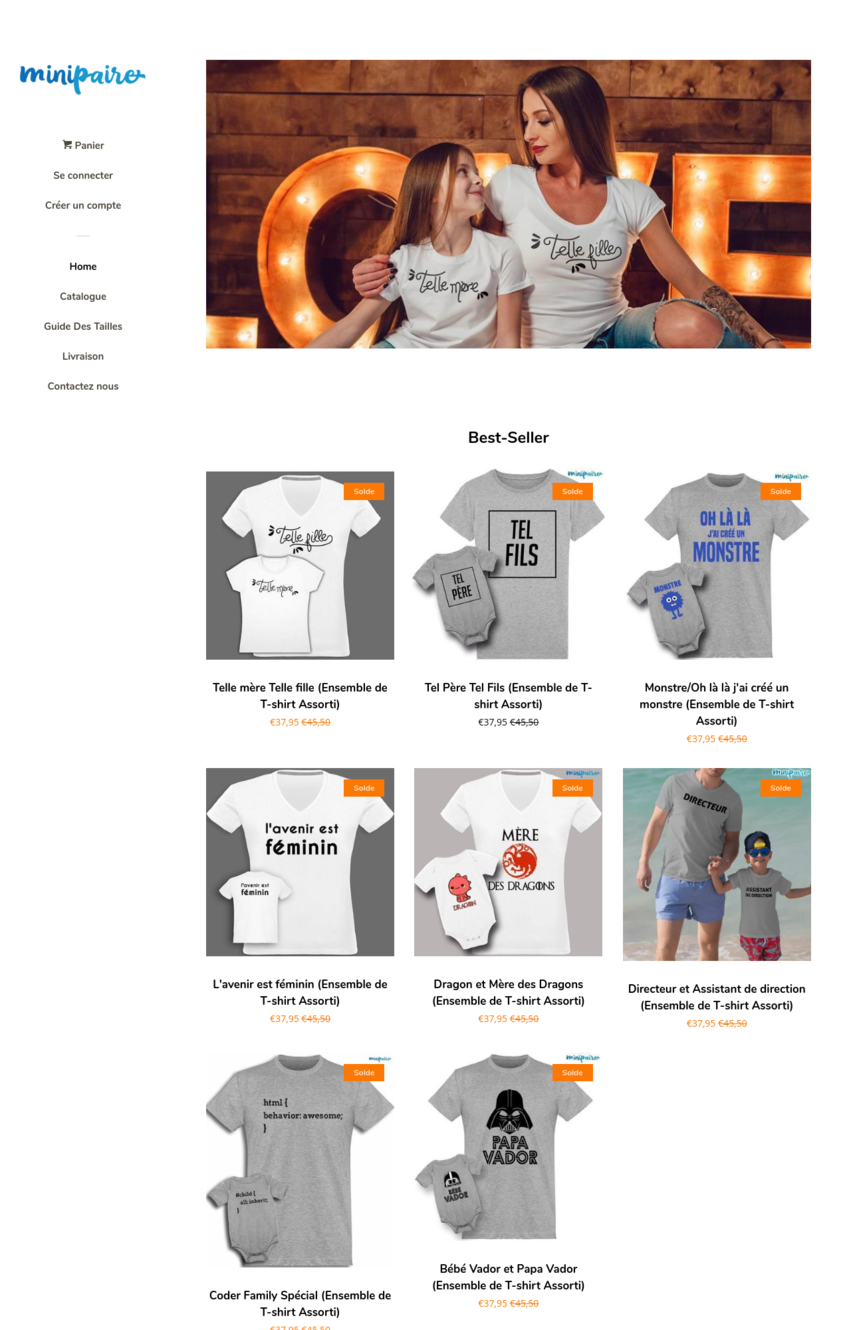 minipaire
Panier
Se connecter
Créer un compte
Home
Catalogue
Guide Des Tailles
Livraison
Contactez nous
Telle mère
Telle fille
Best-Seller
Solde
Telle fille
Telle mère
Telle mère Telle fille (Ensemble de
T-shirt Assorti)
€37,95 €45,50
minipaire
Solde
TEL
FILS
TEL
PÈRE
Tel Père Tel Fils (Ensemble de T-
shirt Assorti)
€37,95 €45,50
minipaire
Solde
OH LÀ LÀ
J'AI CRÉÉ UN
MONSTRE
MONSTRE
Monstre/Oh là là j'ai créé un
monstre (Ensemble de T-shirt
Assorti)
€37,95 €45,50
Solde
l'avenir est
féminin
l'avenir est
féminin
L'avenir est féminin (Ensemble de
T-shirt Assorti)
€37,95 €45,50
minipaire
Solde
MÈRE
DES DRAGONS
DRAGON
Dragon et Mère des Dragons
(Ensemble de T-shirt Assorti)
€37,95 €45,50
minipaire
Solde
DIRECTEUR
ASSISTANT
DE DIRECTION
Directeur et Assistant de direction
(Ensemble de T-shirt Assorti)
€37,95 €45,50
minipaire
Solde
html {
behavior: awesome;
}
#child {
all: inherit;
}
Coder Family Spécial (Ensemble de
T-shirt Assorti)
€37,95 €45,50
minipaire
Solde
PAPA
VADOR
BÉBÉ
VADOR
Bébé Vador et Papa Vador
(Ensemble de T-shirt Assorti)
€37,95 €45,50